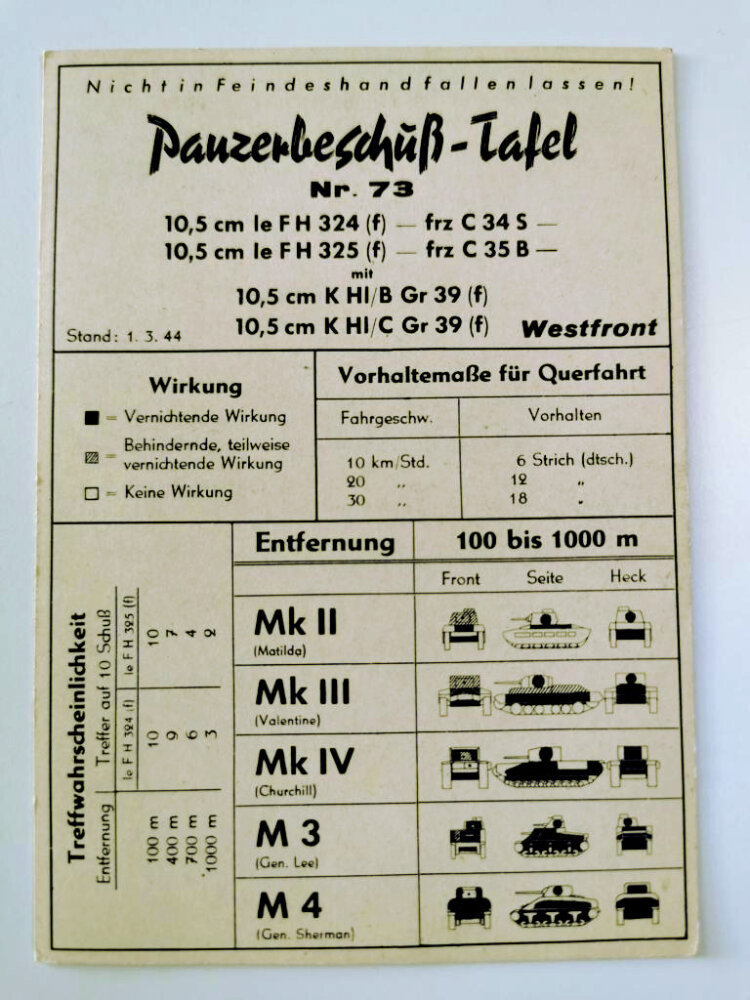 Nicht in Feindeshand fallen lassen!
Panzerbeschuß-Tafel
Nr. 73
10,5 cm le FH 324 (f) — frz C 34 S —
10,5 cm le FH 325 (f) — frz C 35 B —
mit
10,5 cm K Hl/B Gr 39 (f)
10,5 cm K Hl/C Gr 39 (f)
Stand: 1. 3. 44
Westfront
Wirkung
= Vernichtende Wirkung
= Behindernde, teilweise
vernichtende Wirkung
= Keine Wirkung
Vorhaltemaße für Querfahrt
Fahrgeschw. Vorhalten
10 km/Std. 6 Strich (dtsch.)
20 „ 12 „
30 „ 18 „
Treffwahrscheinlichkeit
Entfernung Treffer auf 10 Schuß
le FH 324 (f) le FH 325 (f)
100 m 10 10
400 m 9 7
700 m 6 4
1000 m 3 2
Entfernung 100 bis 1000 m
Front Seite Heck
Mk II
(Matilda)
Mk III
(Valentine)
Mk IV
(Churchill)
M 3
(Gen. Lee)
M 4
(Gen. Sherman)